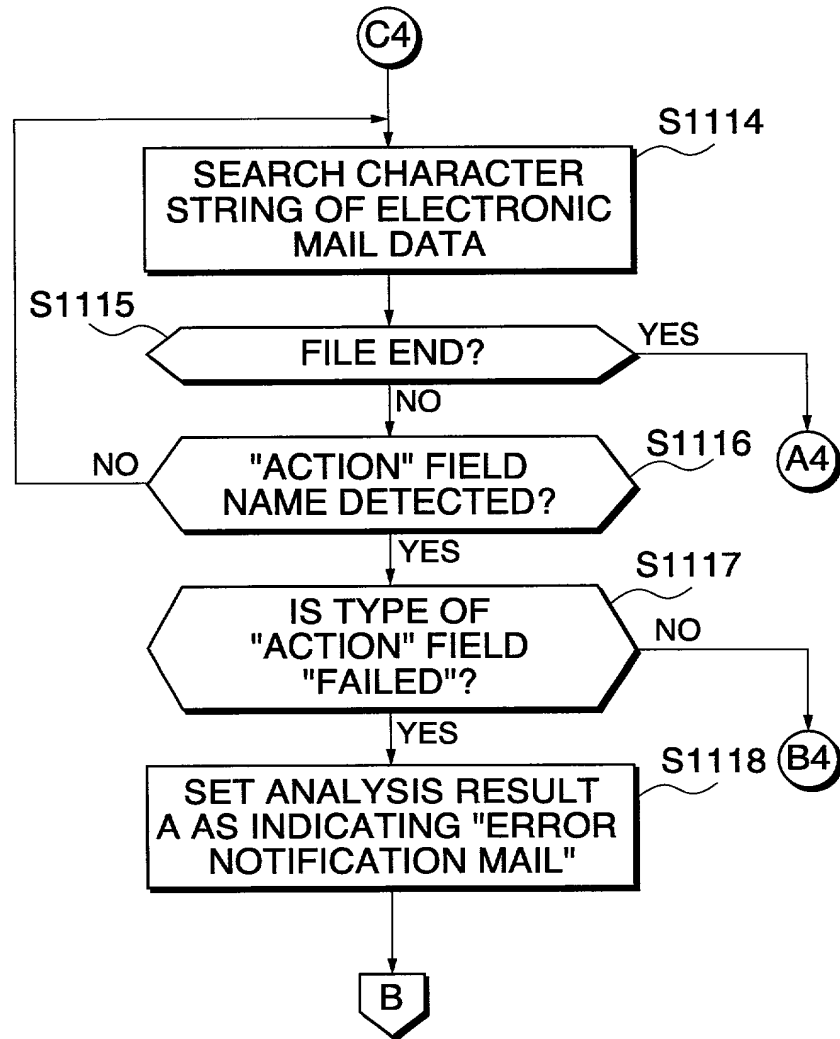 C4
S1114
SEARCH CHARACTER
STRING OF ELECTRONIC
MAIL DATA
S1115
FILE END?
YES
NO
A4
NO
"ACTION" FIELD
NAME DETECTED?
S1116
YES
S1117
IS TYPE OF
"ACTION" FIELD
"FAILED"?
NO
YES
B4
S1118
SET ANALYSIS RESULT
A AS INDICATING "ERROR
NOTIFICATION MAIL"
B